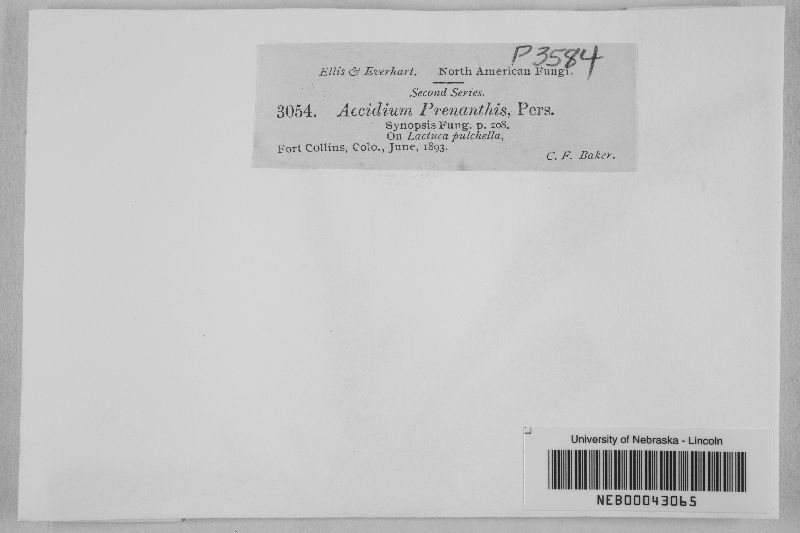 P3584
Ellis & Everhart. North American Fungi.
Second Series.
3054. Aecidium Prenanthis, Pers.
Synopsis Fung. p. 208.
On Lactuca pulchella,
Fort Collins, Colo., June, 1893.
C. F. Baker.
University of Nebraska - Lincoln
NEB00043065